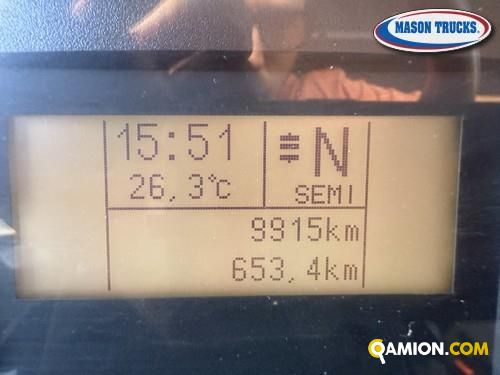 MASON TRUCKS.
15:51
N
26,3°c
SEMI
9915km
653,4km
QAMION.COM